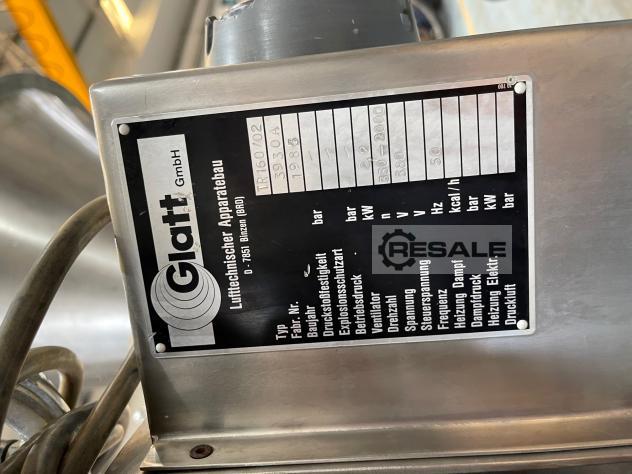 Glatt GmbH
Lufttechnischer Apparatebau
D - 7851 Binzen (BRD)
Typ TR160/02
Fabr. Nr. 3930A
Baujahr
Druckstoßfestigkeit bar
Explosionsschutzart
Betriebsdruck bar
Ventilator kW
Drehzahl n
Spannung V 380
Steuerspannung V
Frequenz Hz 50
Heizung Dampf kcal/h
Dampfdruck bar
Heizung Elektr. kW
Druckluft bar
RESALE